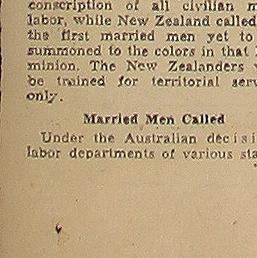 conscription of all civilian m
labor, while New Zealand called
the first married men yet to
summoned to the colors in that
minion. The New Zealanders
be trained for territorial serv
only.
Married Men Called
Under the Australian decisi
labor departments of various sta